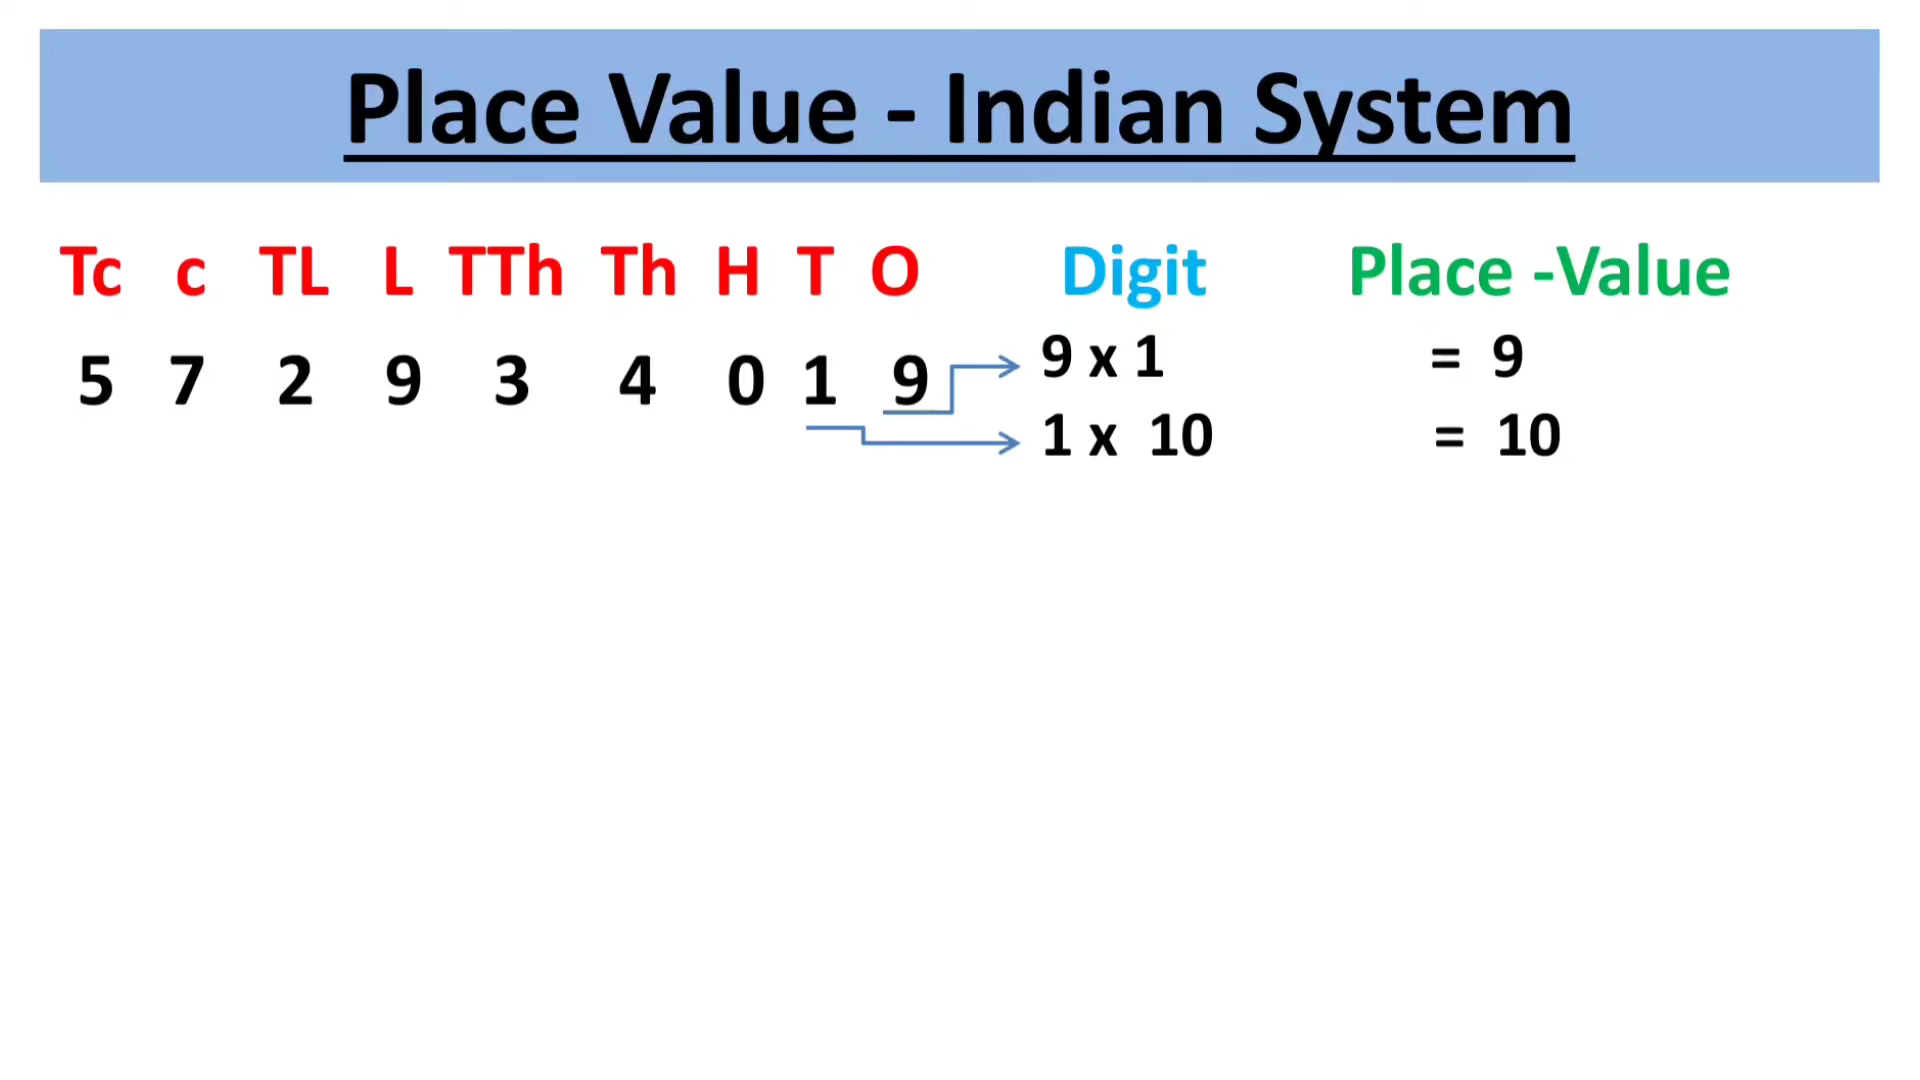 Place Value - Indian System
Tc c TL L TTh Th H T O Digit Place -Value
5 7 2 9 3 4 0 1 9 9 x 1 = 9
1 x 10 = 10